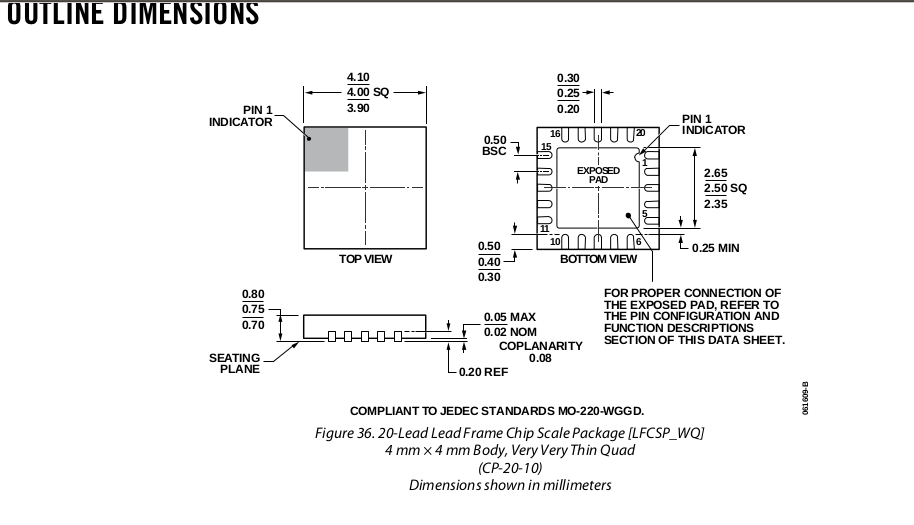 OUTLINE DIMENSIONS
4.10
4.00 SQ
3.90
PIN 1
INDICATOR
TOP VIEW
0.30
0.25
0.20
PIN 1
INDICATOR
0.50
BSC
16
20
15
1
EXPOSED
PAD
5
11
10
6
BOTTOM VIEW
2.65
2.50 SQ
2.35
0.25 MIN
0.50
0.40
0.30
FOR PROPER CONNECTION OF
THE EXPOSED PAD, REFER TO
THE PIN CONFIGURATION AND
FUNCTION DESCRIPTIONS
SECTION OF THIS DATA SHEET.
0.80
0.75
0.70
SEATING
PLANE
0.05 MAX
0.02 NOM
COPLANARITY
0.08
0.20 REF
061609-B
COMPLIANT TO JEDEC STANDARDS MO-220-WGGD.
Figure 36. 20-Lead Lead Frame Chip Scale Package [LFCSP_WQ]
4 mm × 4 mm Body, Very Very Thin Quad
(CP-20-10)
Dimensions shown in millimeters